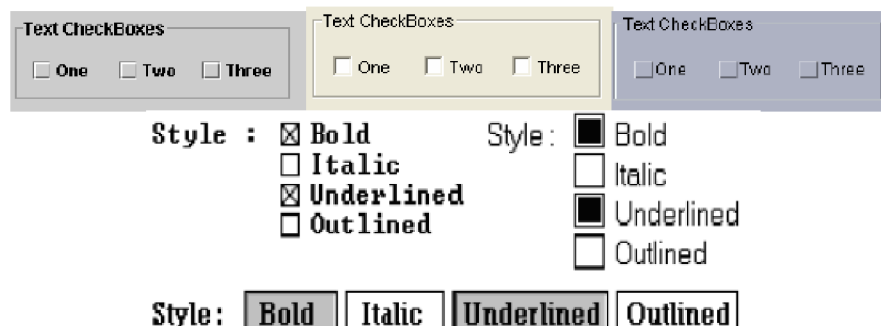 Text CheckBoxes
One Two Three
Text CheckBoxes
One Two Three
Text CheckBoxes
One Two Three
Style :
Bold
Italic
Underlined
Outlined
Style :
Bold
Italic
Underlined
Outlined
Style : Bold Italic Underlined Outlined